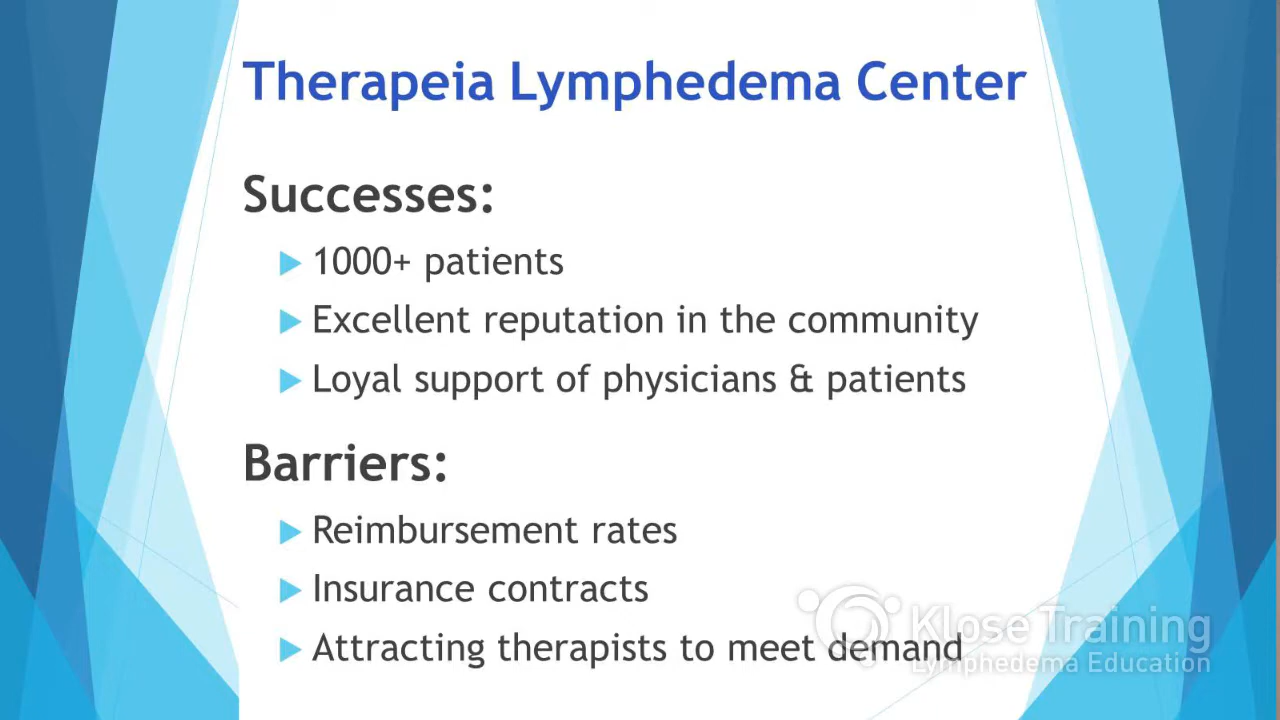 Therapeia Lymphedema Center
Successes:
1000+ patients
Excellent reputation in the community
Loyal support of physicians & patients
Barriers:
Reimbursement rates
Insurance contracts
Attracting therapists to meet demand
Klose Training
Lymphedema Education